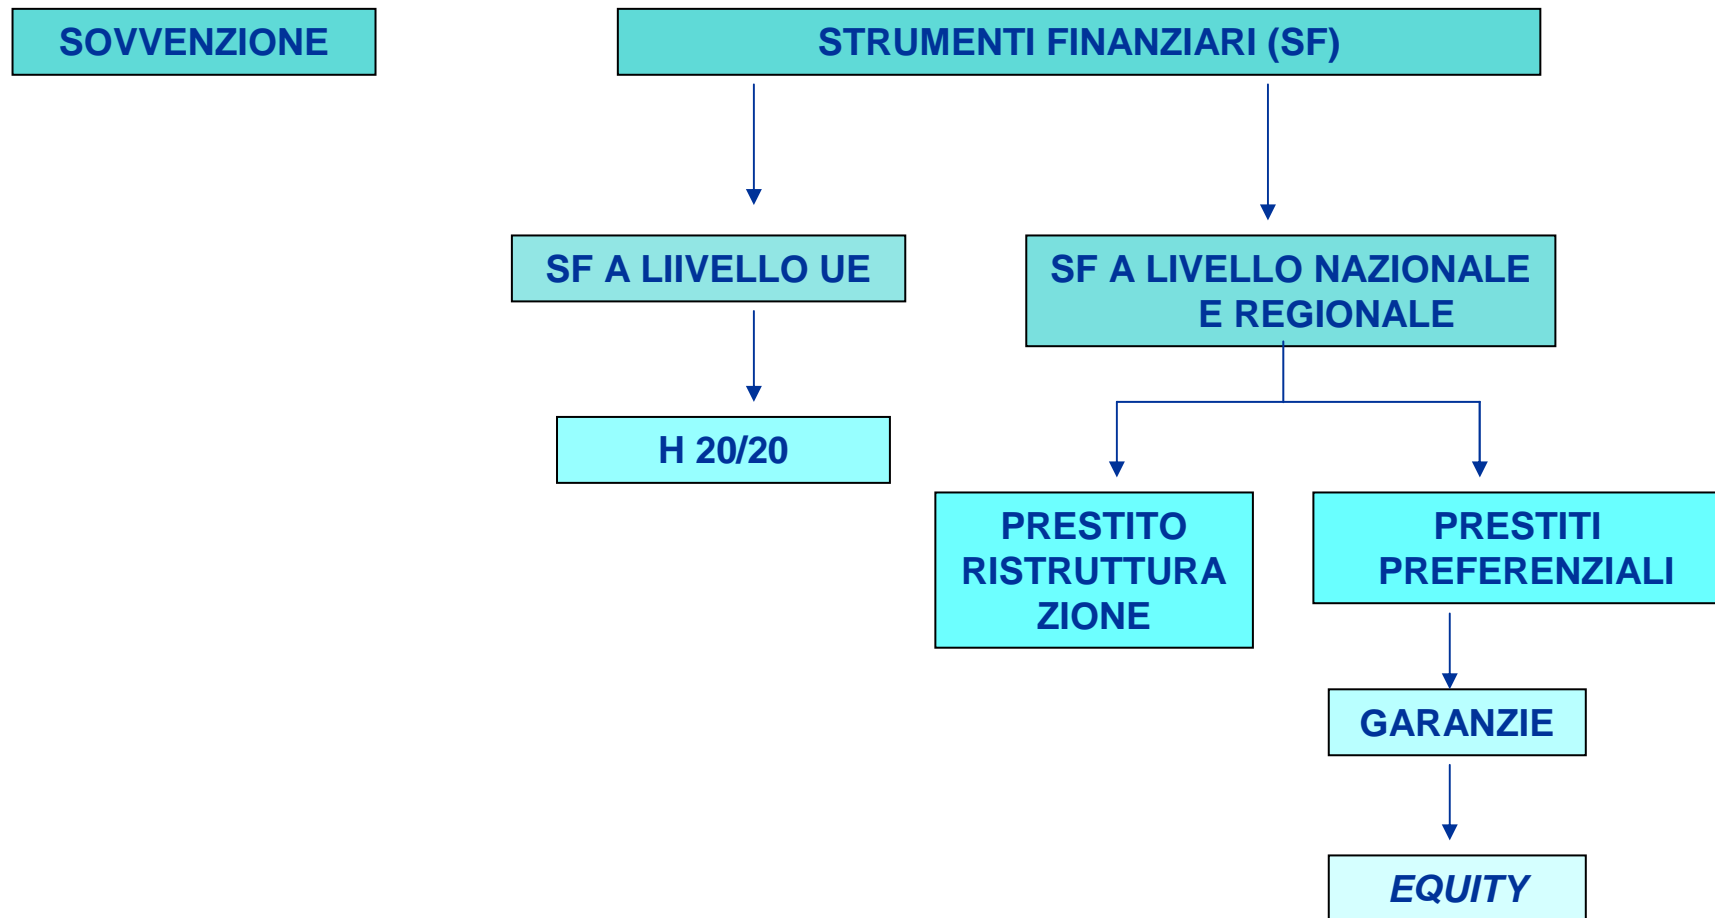 SOVVENZIONE
STRUMENTI FINANZIARI (SF)
SF A LIIVELLO UE
SF A LIVELLO NAZIONALE
E REGIONALE
H 20/20
PRESTITO
RISTRUTTURA
ZIONE
PRESTITI
PREFERENZIALI
GARANZIE
EQUITY